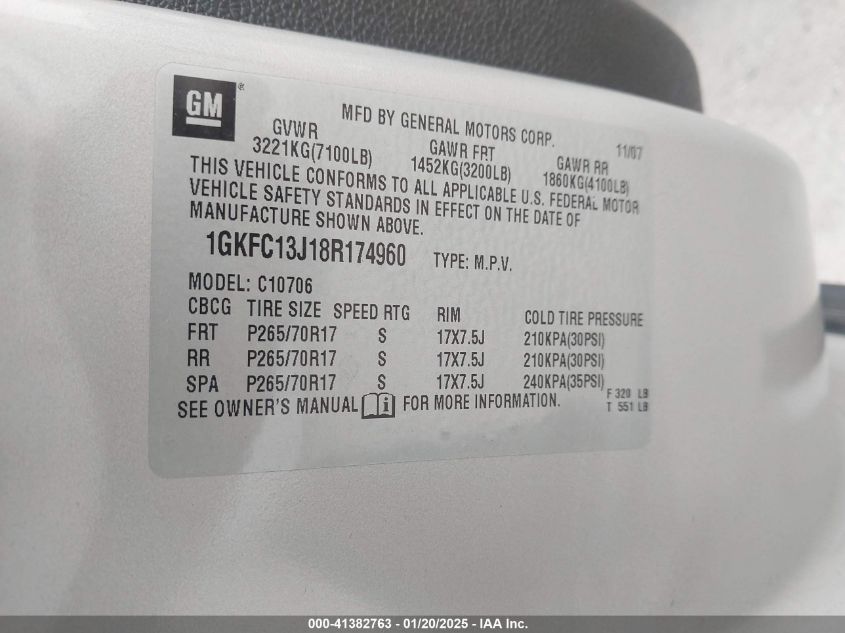 GM ®
MFD BY GENERAL MOTORS CORP. 11/07
GVWR GAWR FRT GAWR RR
3221KG(7100LB) 1452KG(3200LB) 1860KG(4100LB)
THIS VEHICLE CONFORMS TO ALL APPLICABLE U.S. FEDERAL MOTOR
VEHICLE SAFETY STANDARDS IN EFFECT ON THE DATE OF
MANUFACTURE SHOWN ABOVE.
1GKFC13J18R174960 TYPE: M.P.V.
MODEL: C10706
CBCG TIRE SIZE SPEED RTG RIM COLD TIRE PRESSURE
FRT P265/70R17 S 17X7.5J 210KPA(30PSI)
RR P265/70R17 S 17X7.5J 210KPA(30PSI)
SPA P265/70R17 S 17X7.5J 240KPA(35PSI)
SEE OWNER'S MANUAL i FOR MORE INFORMATION.
F 320 LB
T 551 LB
000-41382763 - 01/20/2025 - IAA Inc.